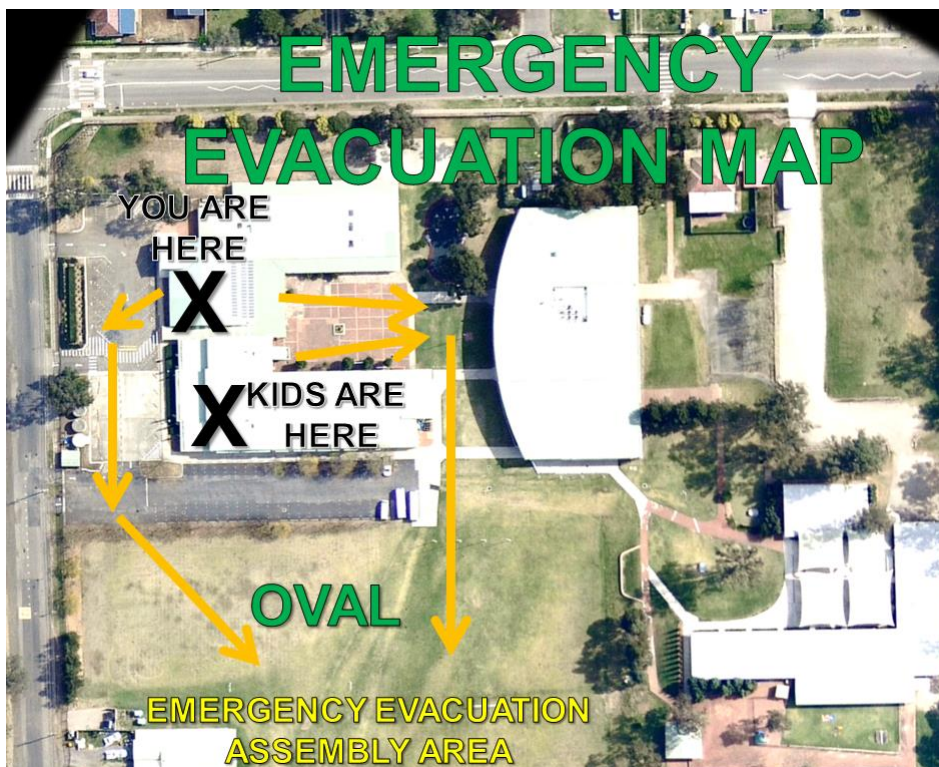 EMERGENCY
EVACUATION MAP
YOU ARE
HERE
X
X KIDS ARE
HERE
OVAL
EMERGENCY EVACUATION
ASSEMBLY AREA